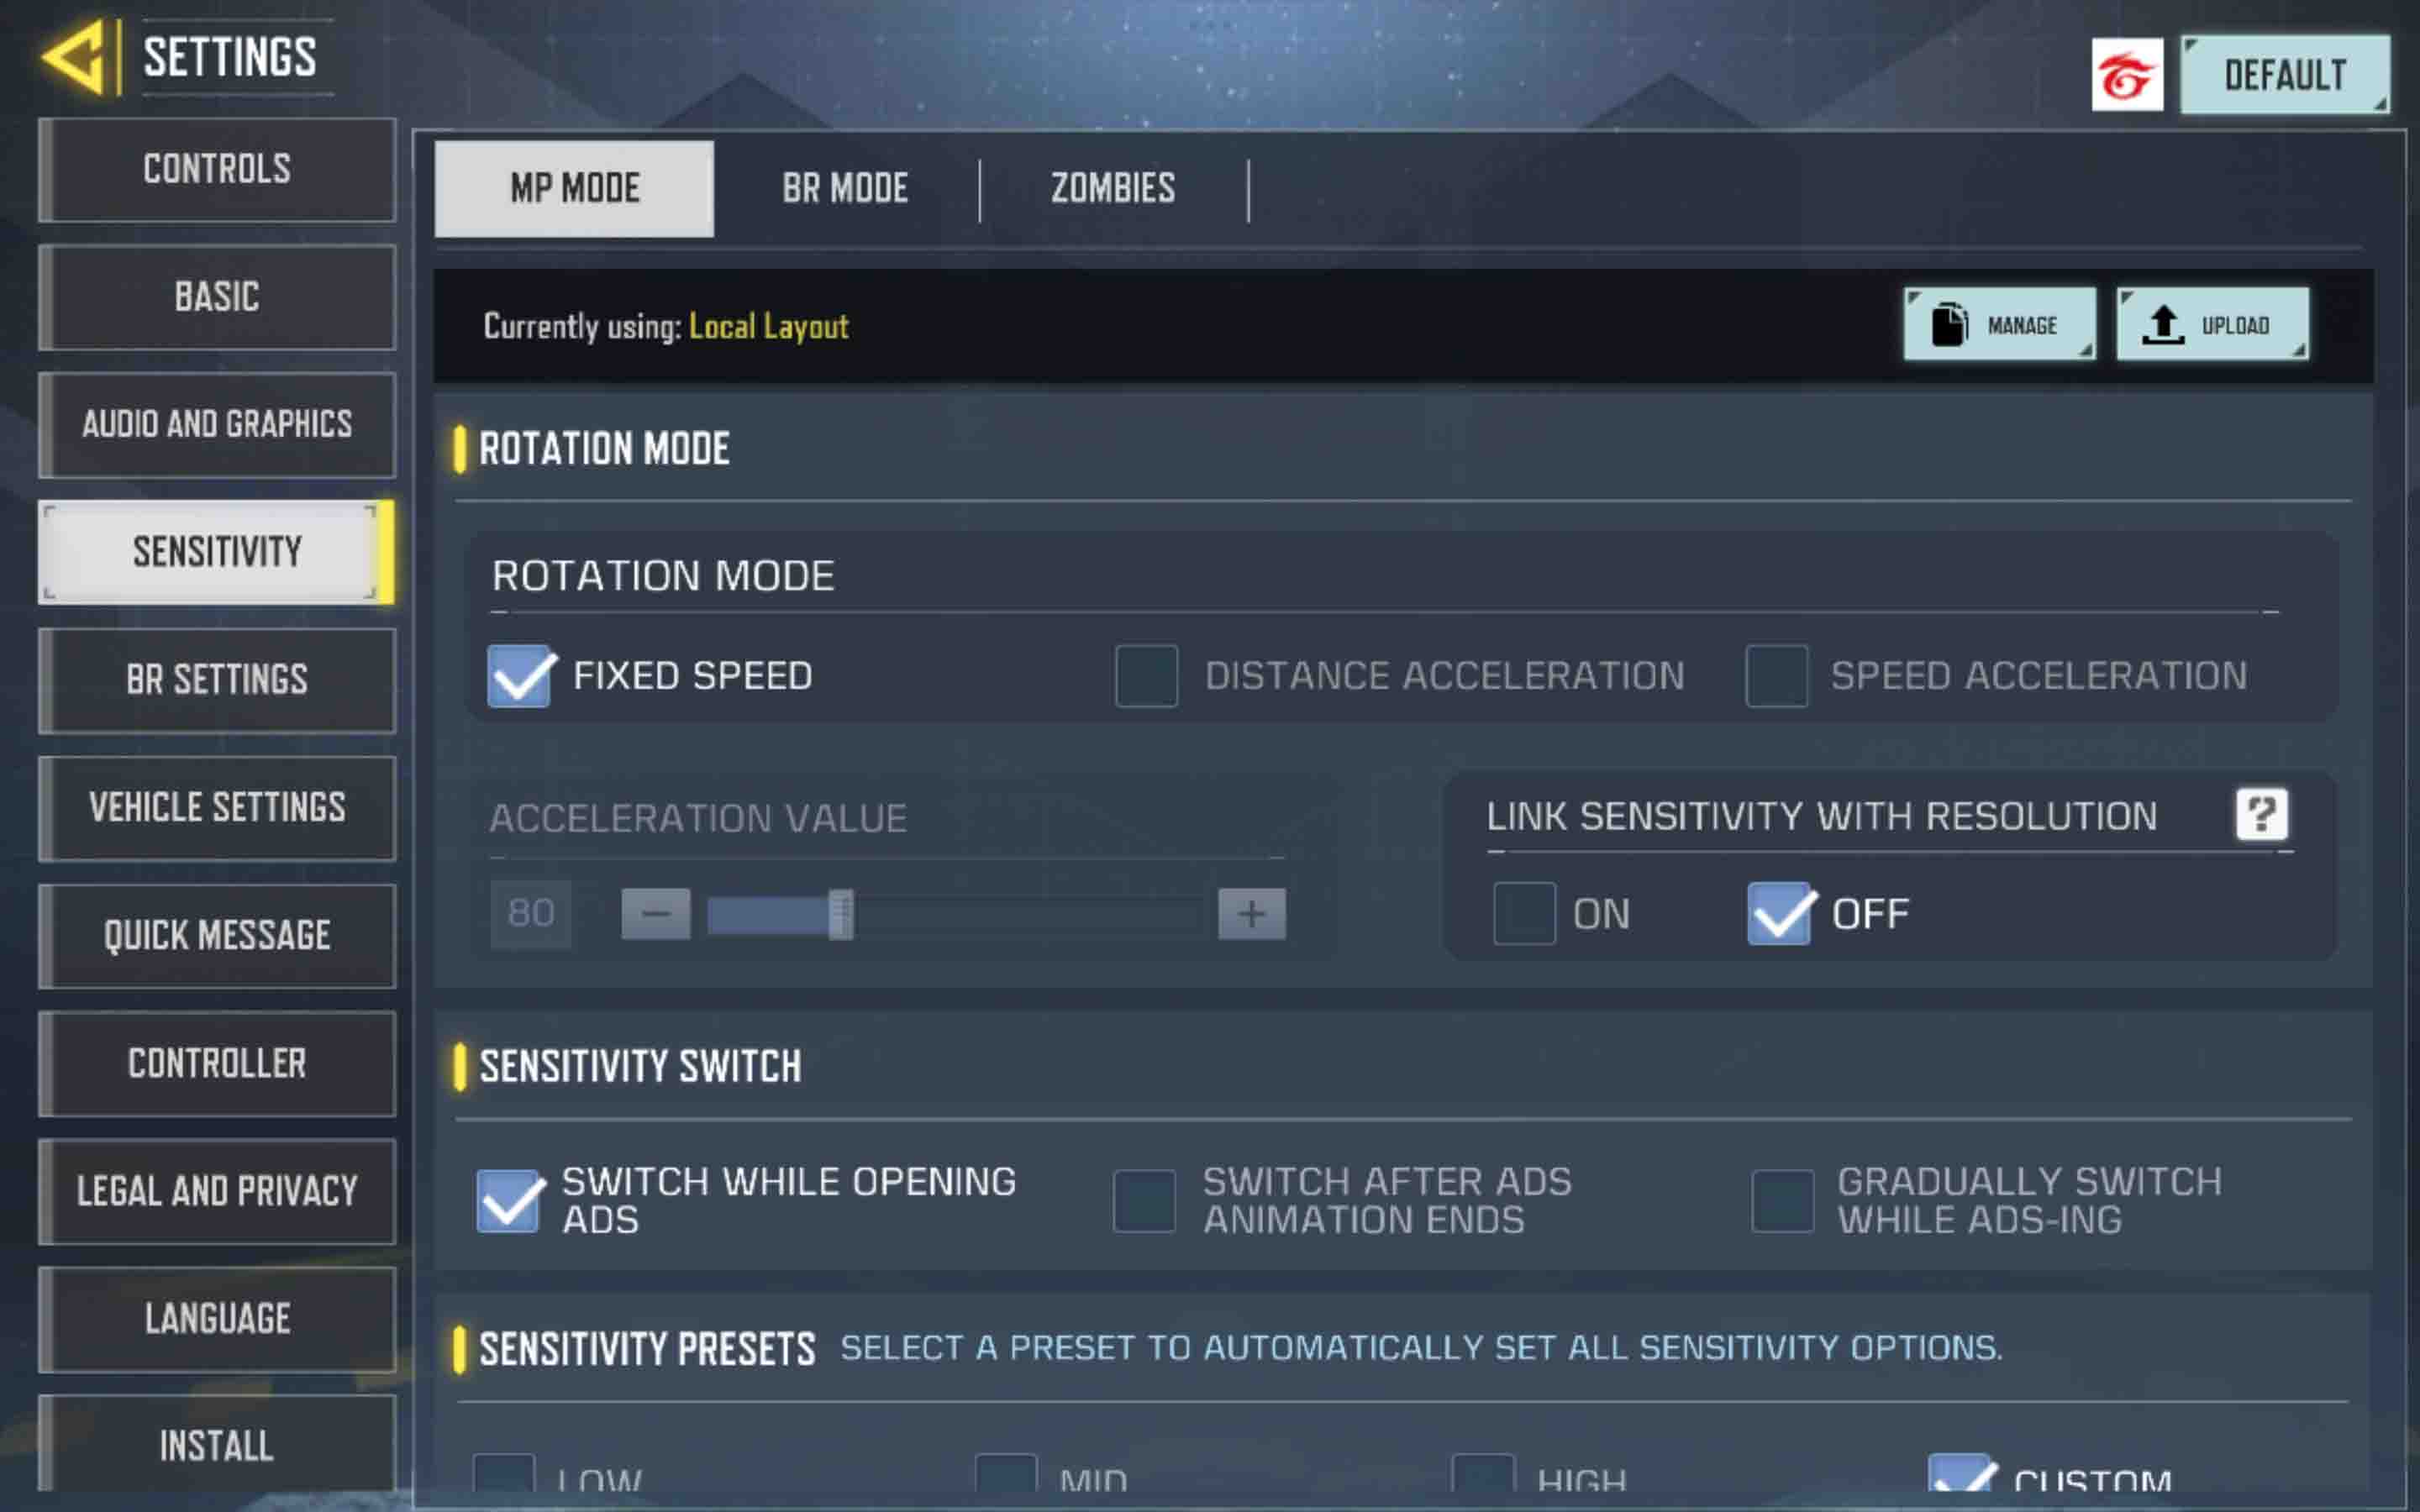 SETTINGS
DEFAULT
CONTROLS
BASIC
AUDIO AND GRAPHICS
SENSITIVITY
BR SETTINGS
VEHICLE SETTINGS
QUICK MESSAGE
CONTROLLER
LEGAL AND PRIVACY
LANGUAGE
INSTALL
MP MODE
BR MODE
ZOMBIES
Currently using: Local Layout
MANAGE
UPLOAD
ROTATION MODE
ROTATION MODE
FIXED SPEED
DISTANCE ACCELERATION
SPEED ACCELERATION
ACCELERATION VALUE
80
LINK SENSITIVITY WITH RESOLUTION
?
ON
OFF
SENSITIVITY SWITCH
SWITCH WHILE OPENING
ADS
SWITCH AFTER ADS
ANIMATION ENDS
GRADUALLY SWITCH
WHILE ADS-ING
SENSITIVITY PRESETS SELECT A PRESET TO AUTOMATICALLY SET ALL SENSITIVITY OPTIONS.
LOW
MID
HIGH
CUSTOM